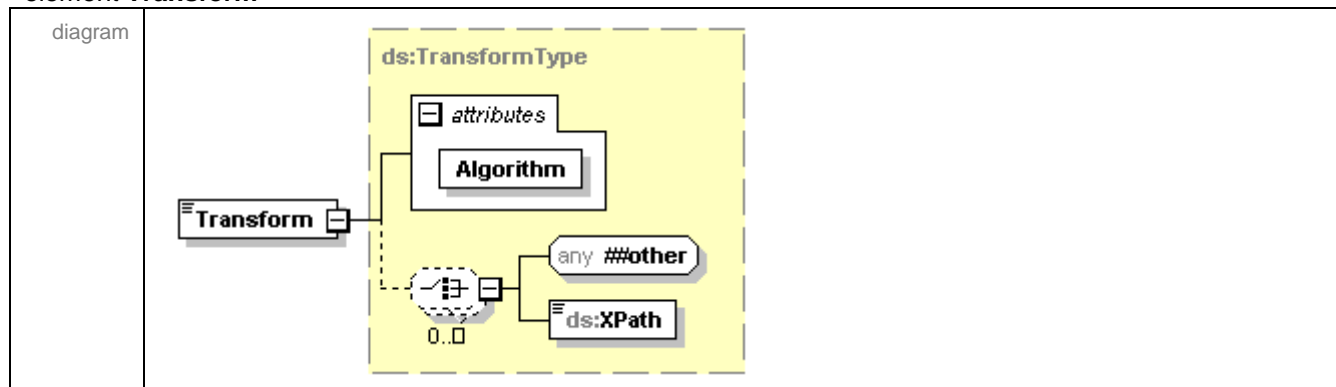 element Transform
diagram
ds:TransformType
attributes
Algorithm
Transform
any ##other
0..□
ds:XPath